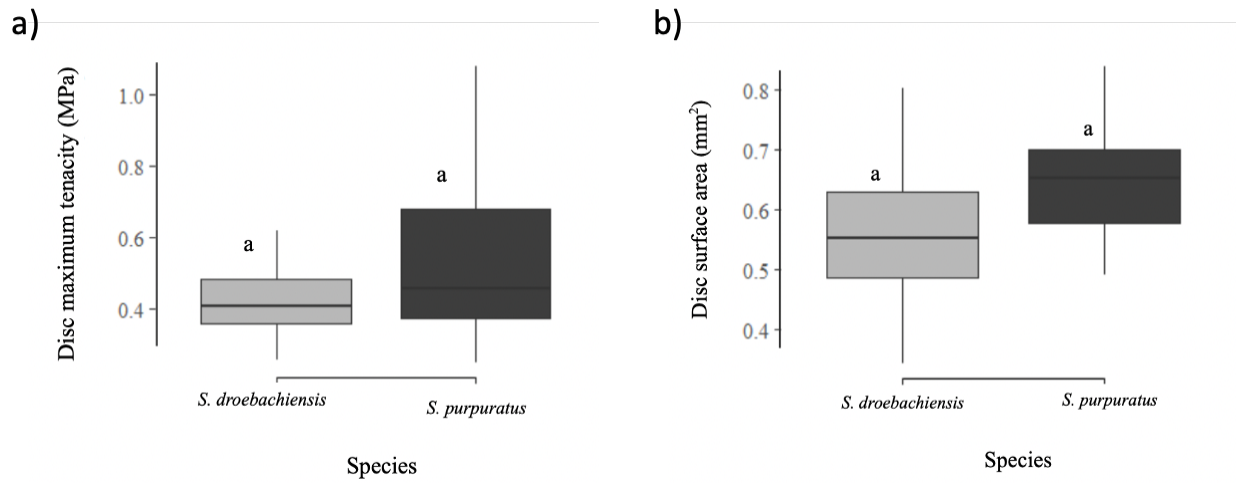 a)
Disc maximum tenacity (MPa)
1.0
0.8
0.6
0.4
a
a
S. droebachiensis
S. purpuratus
Species
b)
Disc surface area (mm²)
0.8
0.7
0.6
0.5
0.4
a
a
S. droebachiensis
S. purpuratus
Species